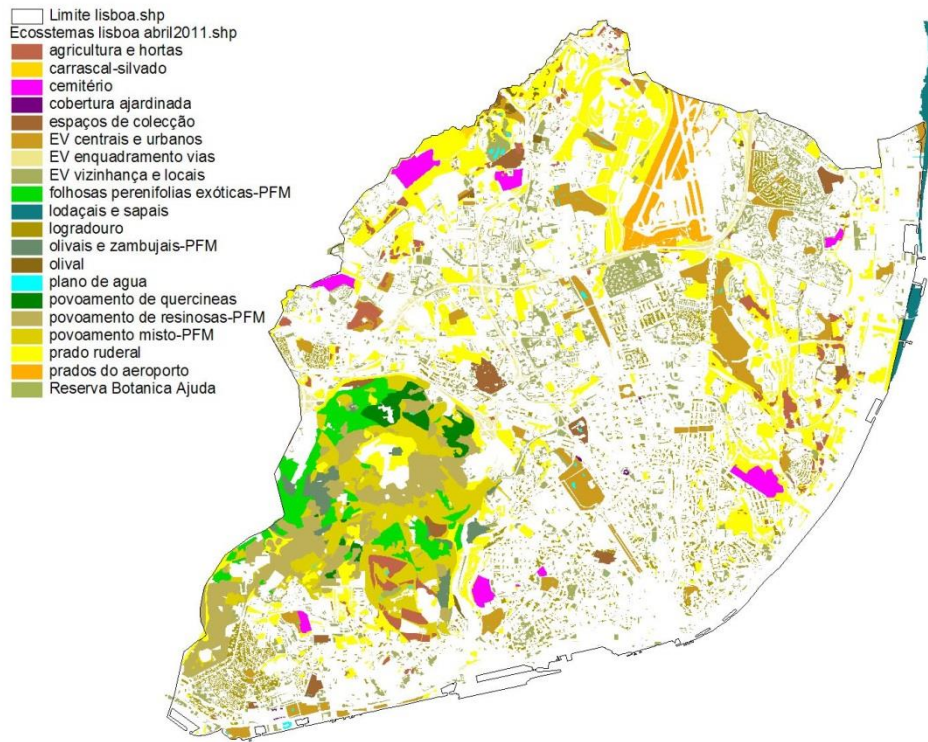 Limite lisboa.shp
Ecosstemas lisboa abril2011.shp
agricultura e hortas
carrascal-silvado
cemitério
cobertura ajardinada
espaços de colecção
EV centrais e urbanos
EV enquadramento vias
EV vizinhança e locais
folhosas perenifolias exóticas-PFM
lodaçais e sapais
logradouro
olivais e zambujais-PFM
olival
plano de agua
povoamento de quercineas
povoamento de resinosas-PFM
povoamento misto-PFM
prado ruderal
prados do aeroporto
Reserva Botanica Ajuda